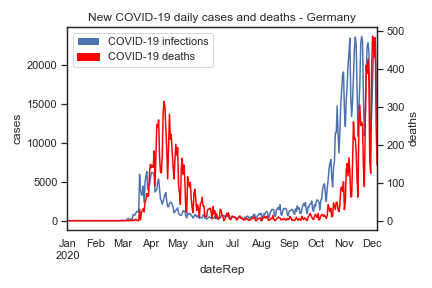 New COVID-19 daily cases and deaths - Germany
COVID-19 infections
COVID-19 deaths
20000
15000
10000
5000
0
cases
500
400
300
200
100
0
deaths
Jan Feb Mar Apr May Jun Jul Aug Sep Oct Nov Dec
2020
dateRep